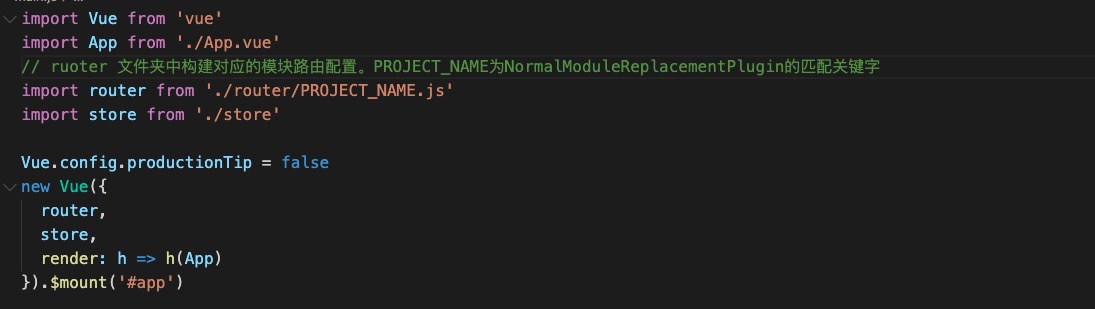 import Vue from 'vue'
import App from './App.vue'
// ruoter 文件夹中构建对应的模块路由配置。PROJECT_NAME为NormalModuleReplacementPlugin的匹配关键字
import router from './router/PROJECT_NAME.js'
import store from './store'
Vue.config.productionTip = false
new Vue({
router,
store,
render: h => h(App)
}).$mount('#app')